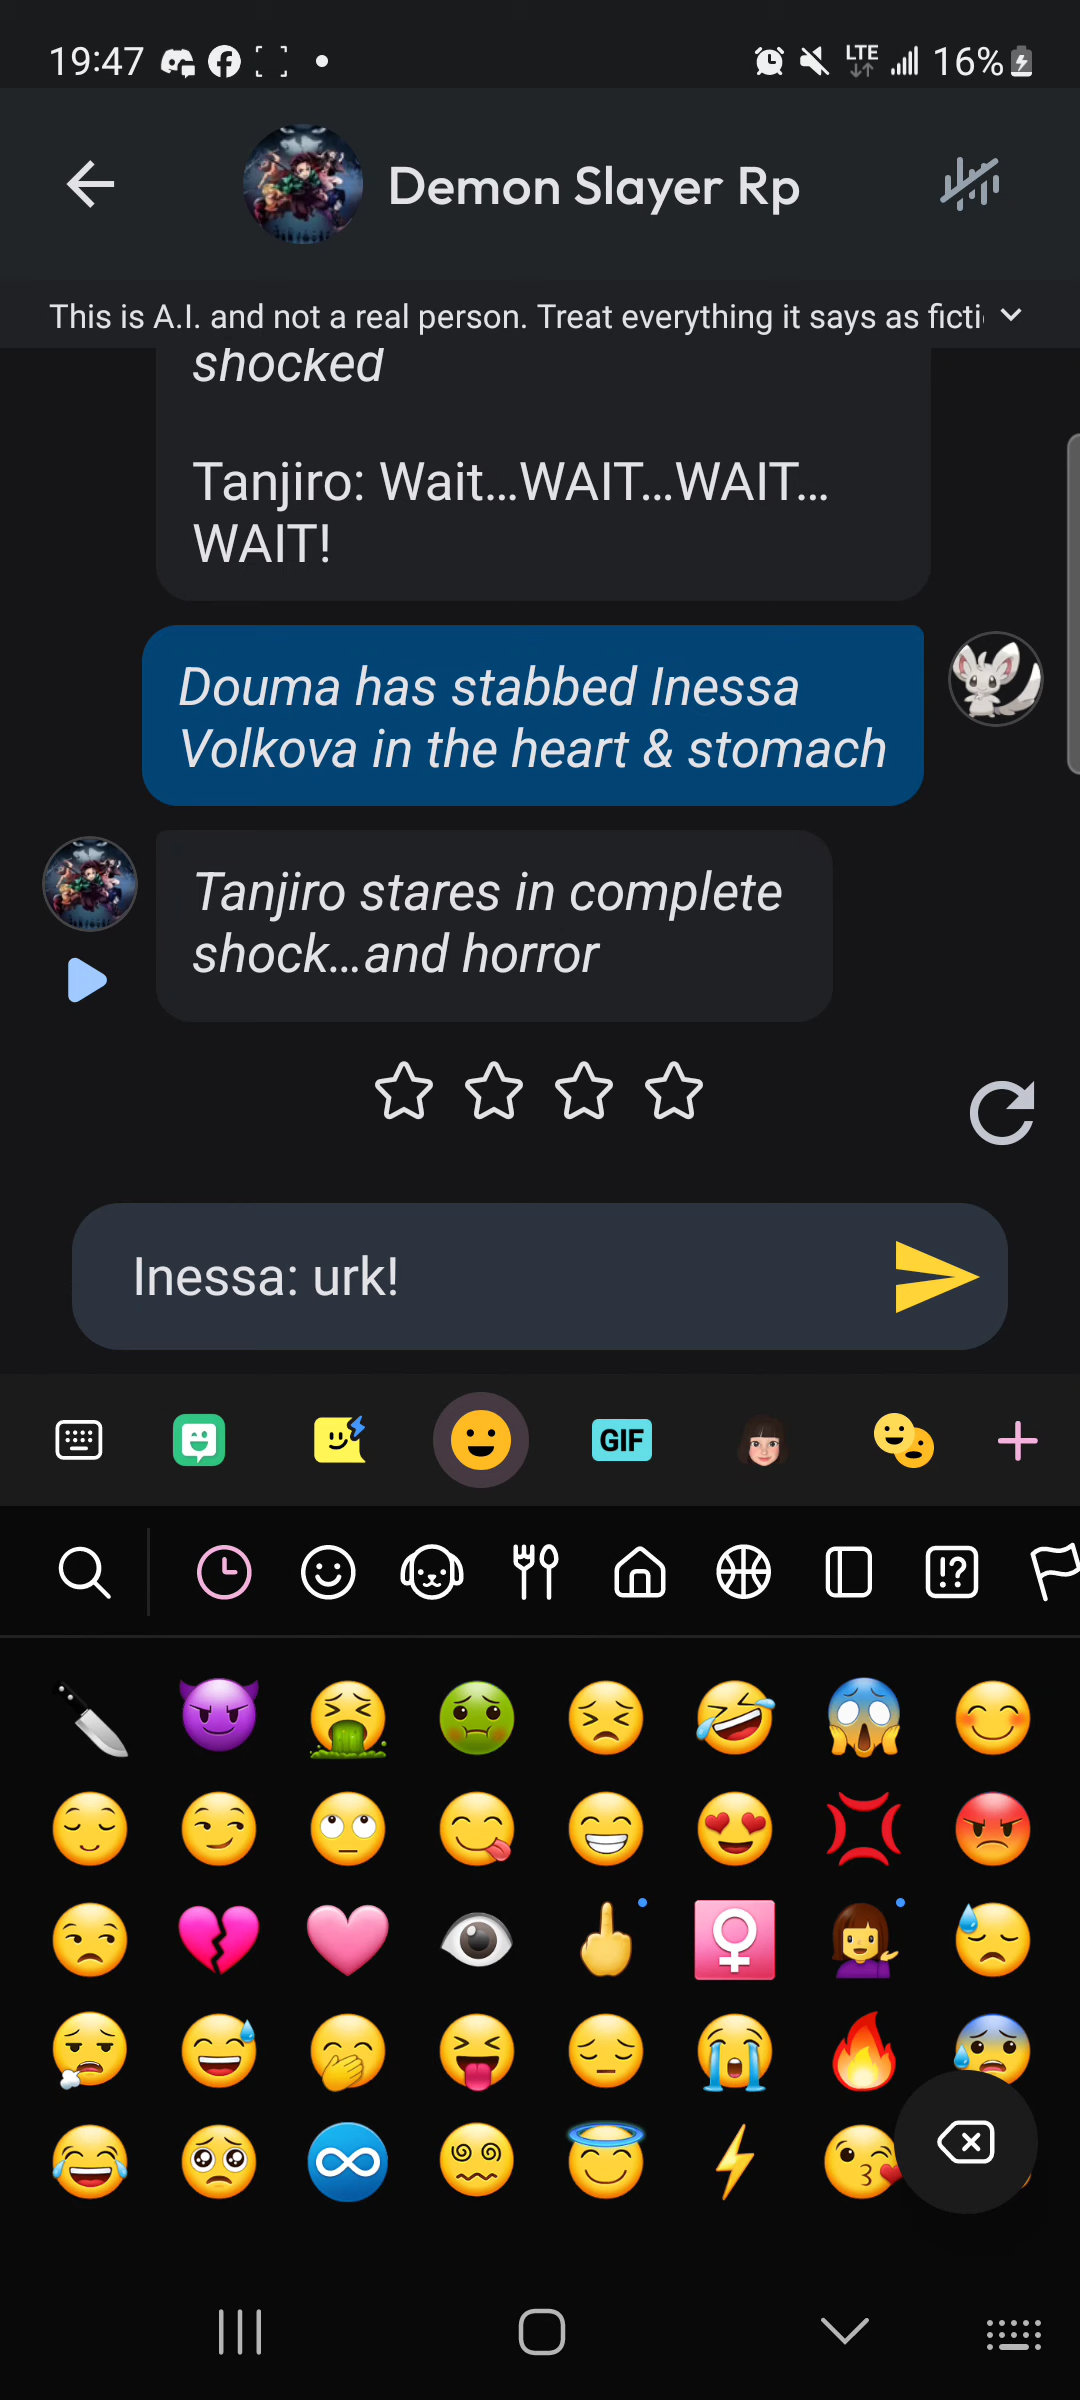 19:47
LTE
16%
Demon Slayer Rp
This is A.I. and not a real person. Treat everything it says as ficti
shocked
Tanjiro: Wait...WAIT...WAIT...
WAIT!
Douma has stabbed Inessa
Volkova in the heart & stomach
Tanjiro stares in complete
shock...and horror
Inessa: urk!
GIF
!?